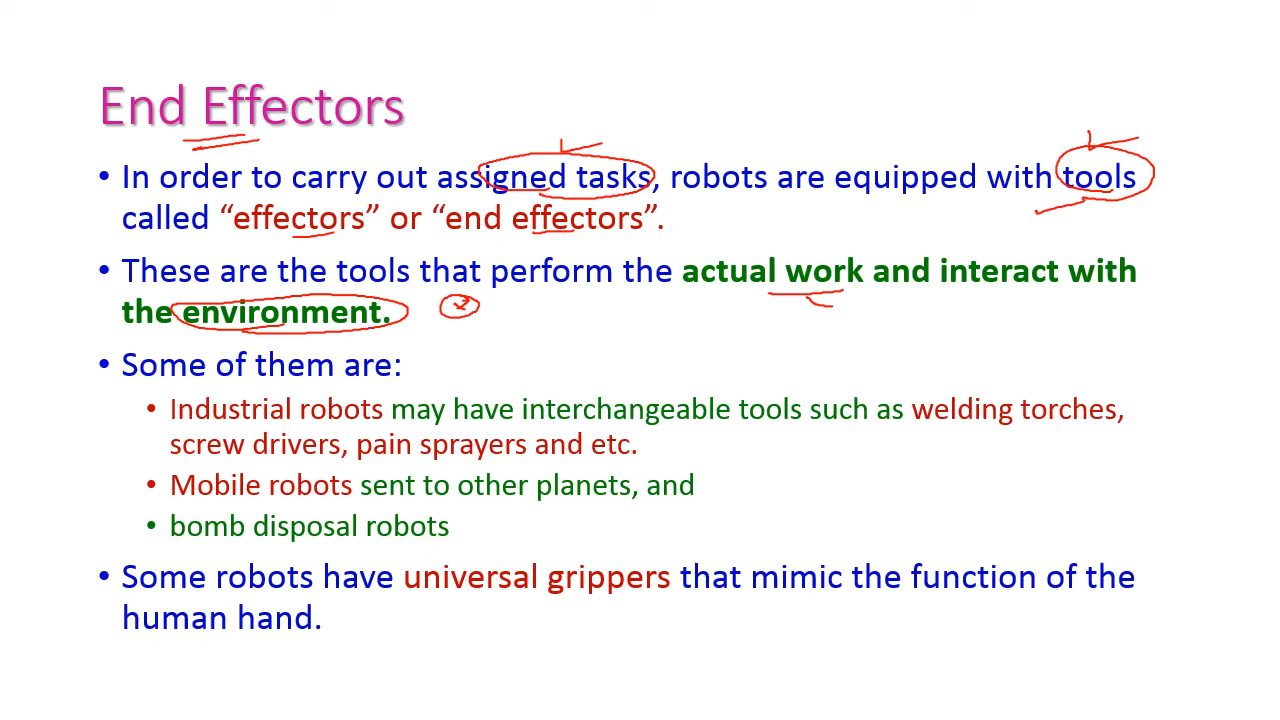 End Effectors
• In order to carry out assigned tasks, robots are equipped with tools
called “effectors” or “end effectors”.
• These are the tools that perform the actual work and interact with
the environment.
• Some of them are:
• Industrial robots may have interchangeable tools such as welding torches,
screw drivers, pain sprayers and etc.
• Mobile robots sent to other planets, and
• bomb disposal robots
• Some robots have universal grippers that mimic the function of the
human hand.